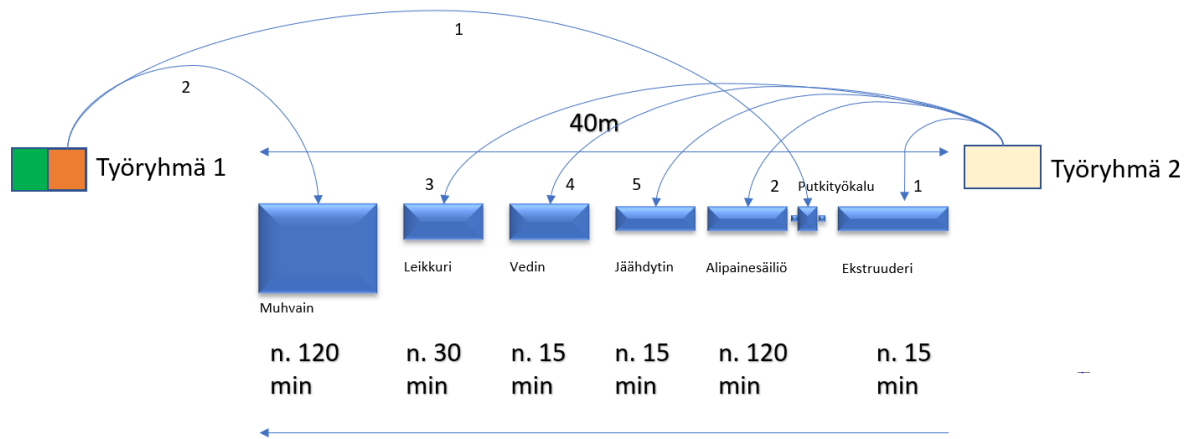 1
2
40m
Työryhmä 1
Työryhmä 2
3
4
5
2
Putkityökalu
1
Leikkuri
Vedin
Jäähdytin
Alipainesäiliö
Ekstruuderi
Muhvain
n. 120
min
n. 30
min
n. 15
min
n. 15
min
n. 120
min
n. 15
min